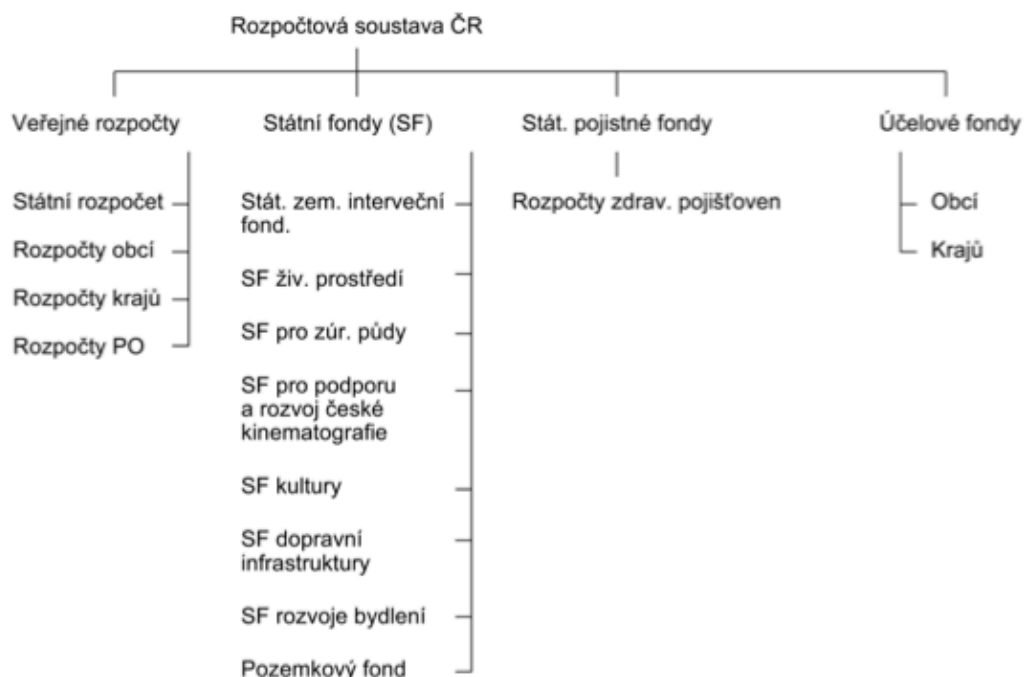 Rozpočtová soustava ČR
Veřejné rozpočty
Státní rozpočet
Rozpočty obcí
Rozpočty krajů
Rozpočty PO
Státní fondy (SF)
Stát. zem. interveční
fond.
SF živ. prostředí
SF pro zúr. půdy
SF pro podporu
a rozvoj české
kinematografie
SF kultury
SF dopravní
infrastruktury
SF rozvoje bydlení
Pozemkový fond
Stát. pojistné fondy
Rozpočty zdrav. pojišťoven
Účelové fondy
Obcí
Krajů